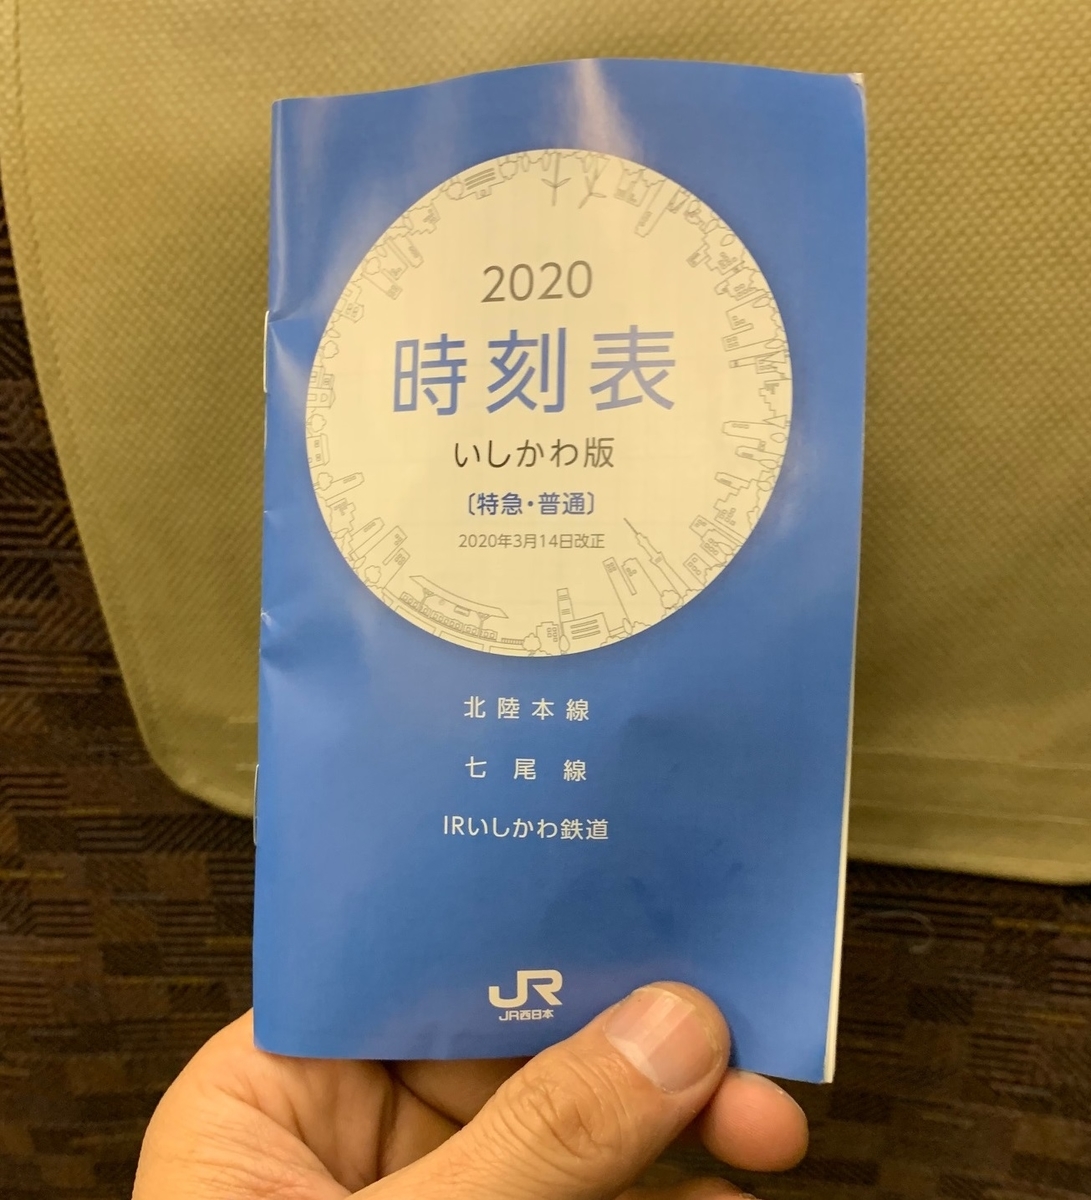 2020
時刻表
いしかわ版
〔特急・普通〕
2020年3月14日改正
北陸本線
七尾線
IRいしかわ鉄道
JR
JR西日本